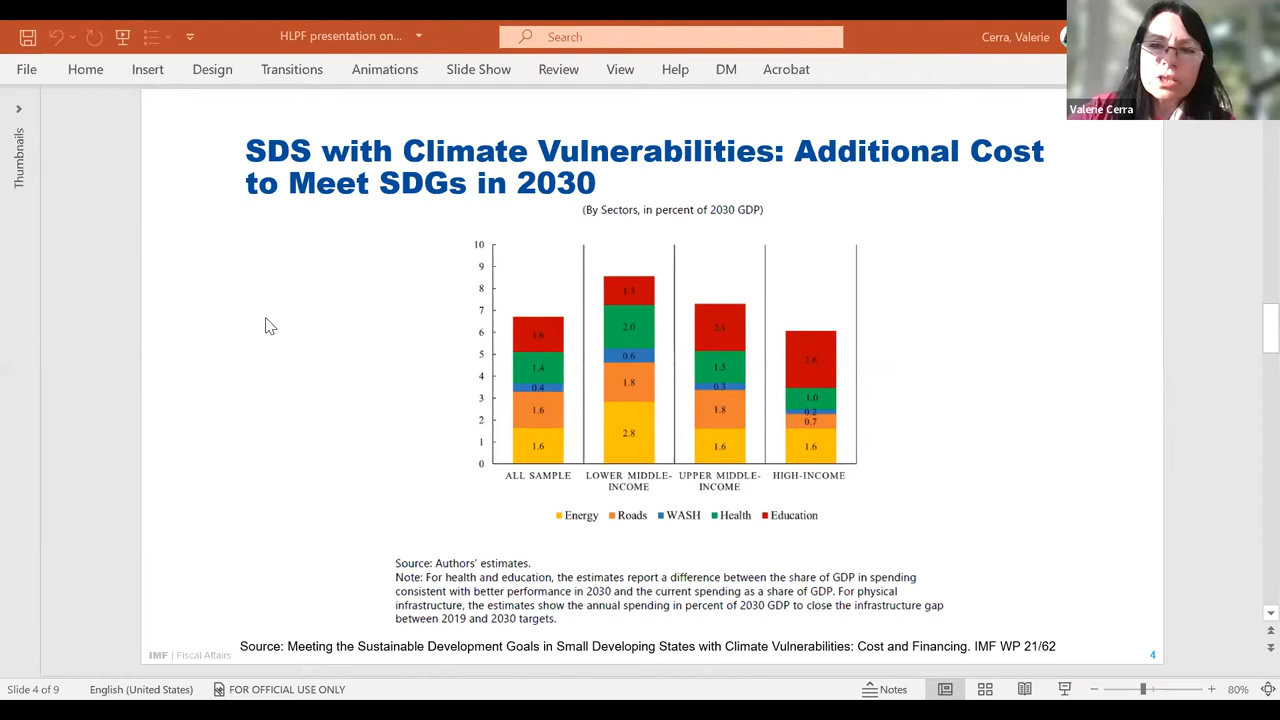 HLPF presentation on...
Search
Cerra, Valerie
File Home Insert Design Transitions Animations Slide Show Review View Help DM Acrobat
Valerie Cerra
Thumbnails
SDS with Climate Vulnerabilities: Additional Cost
to Meet SDGs in 2030
(By Sectors, in percent of 2030 GDP)
10
9
8
7
6
5
4
3
2
1
0
1.6
1.4
0.4
1.6
1.6
1.3
2.0
0.6
1.8
2.8
2.1
1.5
0.3
1.8
1.6
2.6
1.0
0.2
0.7
1.6
ALL SAMPLE
LOWER MIDDLE-
INCOME
UPPER MIDDLE-
INCOME
HIGH-INCOME
Energy Roads WASH Health Education
Source: Authors' estimates.
Note: For health and education, the estimates report a difference between the share of GDP in spending
consistent with better performance in 2030 and the current spending as a share of GDP. For physical
infrastructure, the estimates show the annual spending in percent of 2030 GDP to close the infrastructure gap
between 2019 and 2030 targets.
Source: Meeting the Sustainable Development Goals in Small Developing States with Climate Vulnerabilities: Cost and Financing. IMF WP 21/62
IMF | Fiscal Affairs
4
Slide 4 of 9 English (United States) FOR OFFICIAL USE ONLY Notes 80%